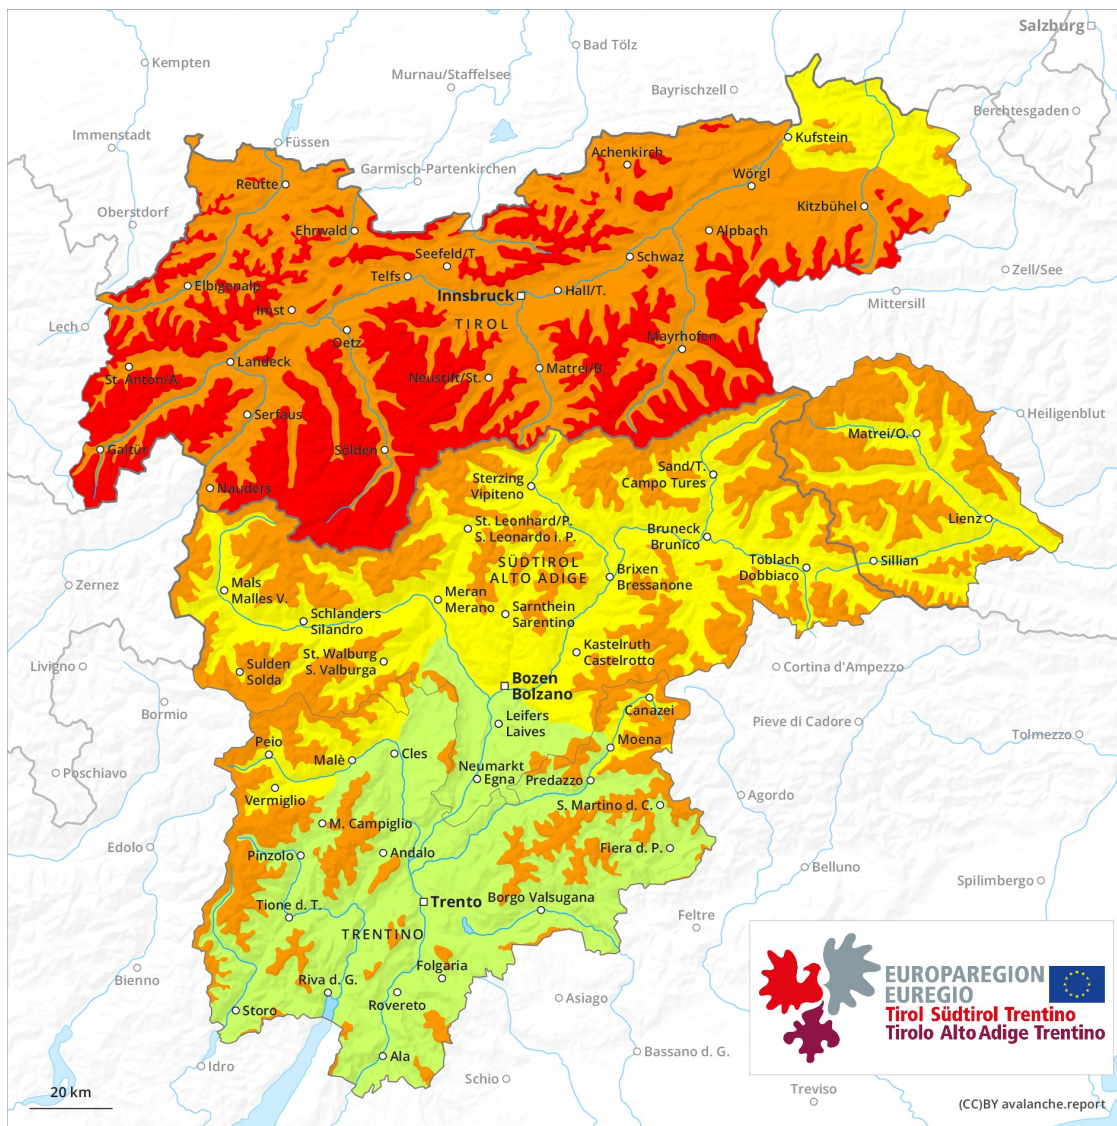 Salzburg
Bad Tölz
Kempten
Murnau/Staffelsee
Bayrischzell
Berchtesgaden
Immenstadt
Füssen
Kufstein
Achenkirch
Garmisch-Partenkirchen
Wörgl
Reutte
Oberstdorf
Kitzbühel
Ehrwald
Alpbach
Seefeld/T.
Schwaz
Telfs
Zell/See
Elbigenalp
Innsbruck
Hall/T.
Mittersill
Imst
TIROL
Lech
Oetz
Mayrhofen
Landeck
St. Anton/A.
Neustift/St.
Matrei/B.
Serfaus
Heiligenblut
Matrei/O.
Galtür
Sölden
Sand/T.
Campo Tures
Sterzing
Vipiteno
Nauders
Lienz
St. Leonhard/P.
S. Leonardo i. P.
Bruneck
Brunico
SÜDTIROL
ALTO ADIGE
Toblach
Dobbiaco
Sillian
Brixen
Bressanone
Zernez
Mals
Malles V.
Meran
Merano
Schlanders
Silandro
Sarnthein
Sarentino
Kastelruth
Castelrotto
St. Walburg
S. Valburga
Livigno
Sulden
Solda
Cortina d'Ampezzo
Bozen
Bolzano
Bormio
Canazei
Leifers
Laives
Pieve di Cadore
Tolmezzo
Peio
Moena
Malè
Cles
Poschiavo
Neumarkt
Egna
Predazzo
Vermiglio
Agordo
S. Martino d. C.
M. Campiglio
Edolo
Pinzolo
Andalo
Fiera d. P.
Belluno
Spilimbergo
Trento
Borgo Valsugana
Tione d. T.
Feltre
TRENTINO
Folgaria
Bienno
Riva d. G.
Rovereto
Asiago
Storo
Ala
Bassano d. G.
Idro
Schio
Treviso
EUROPAREGION
EUREGIO
Tirol Südtirol Trentino
Tirolo Alto Adige Trentino
20 km
(CC)BY avalanche.report